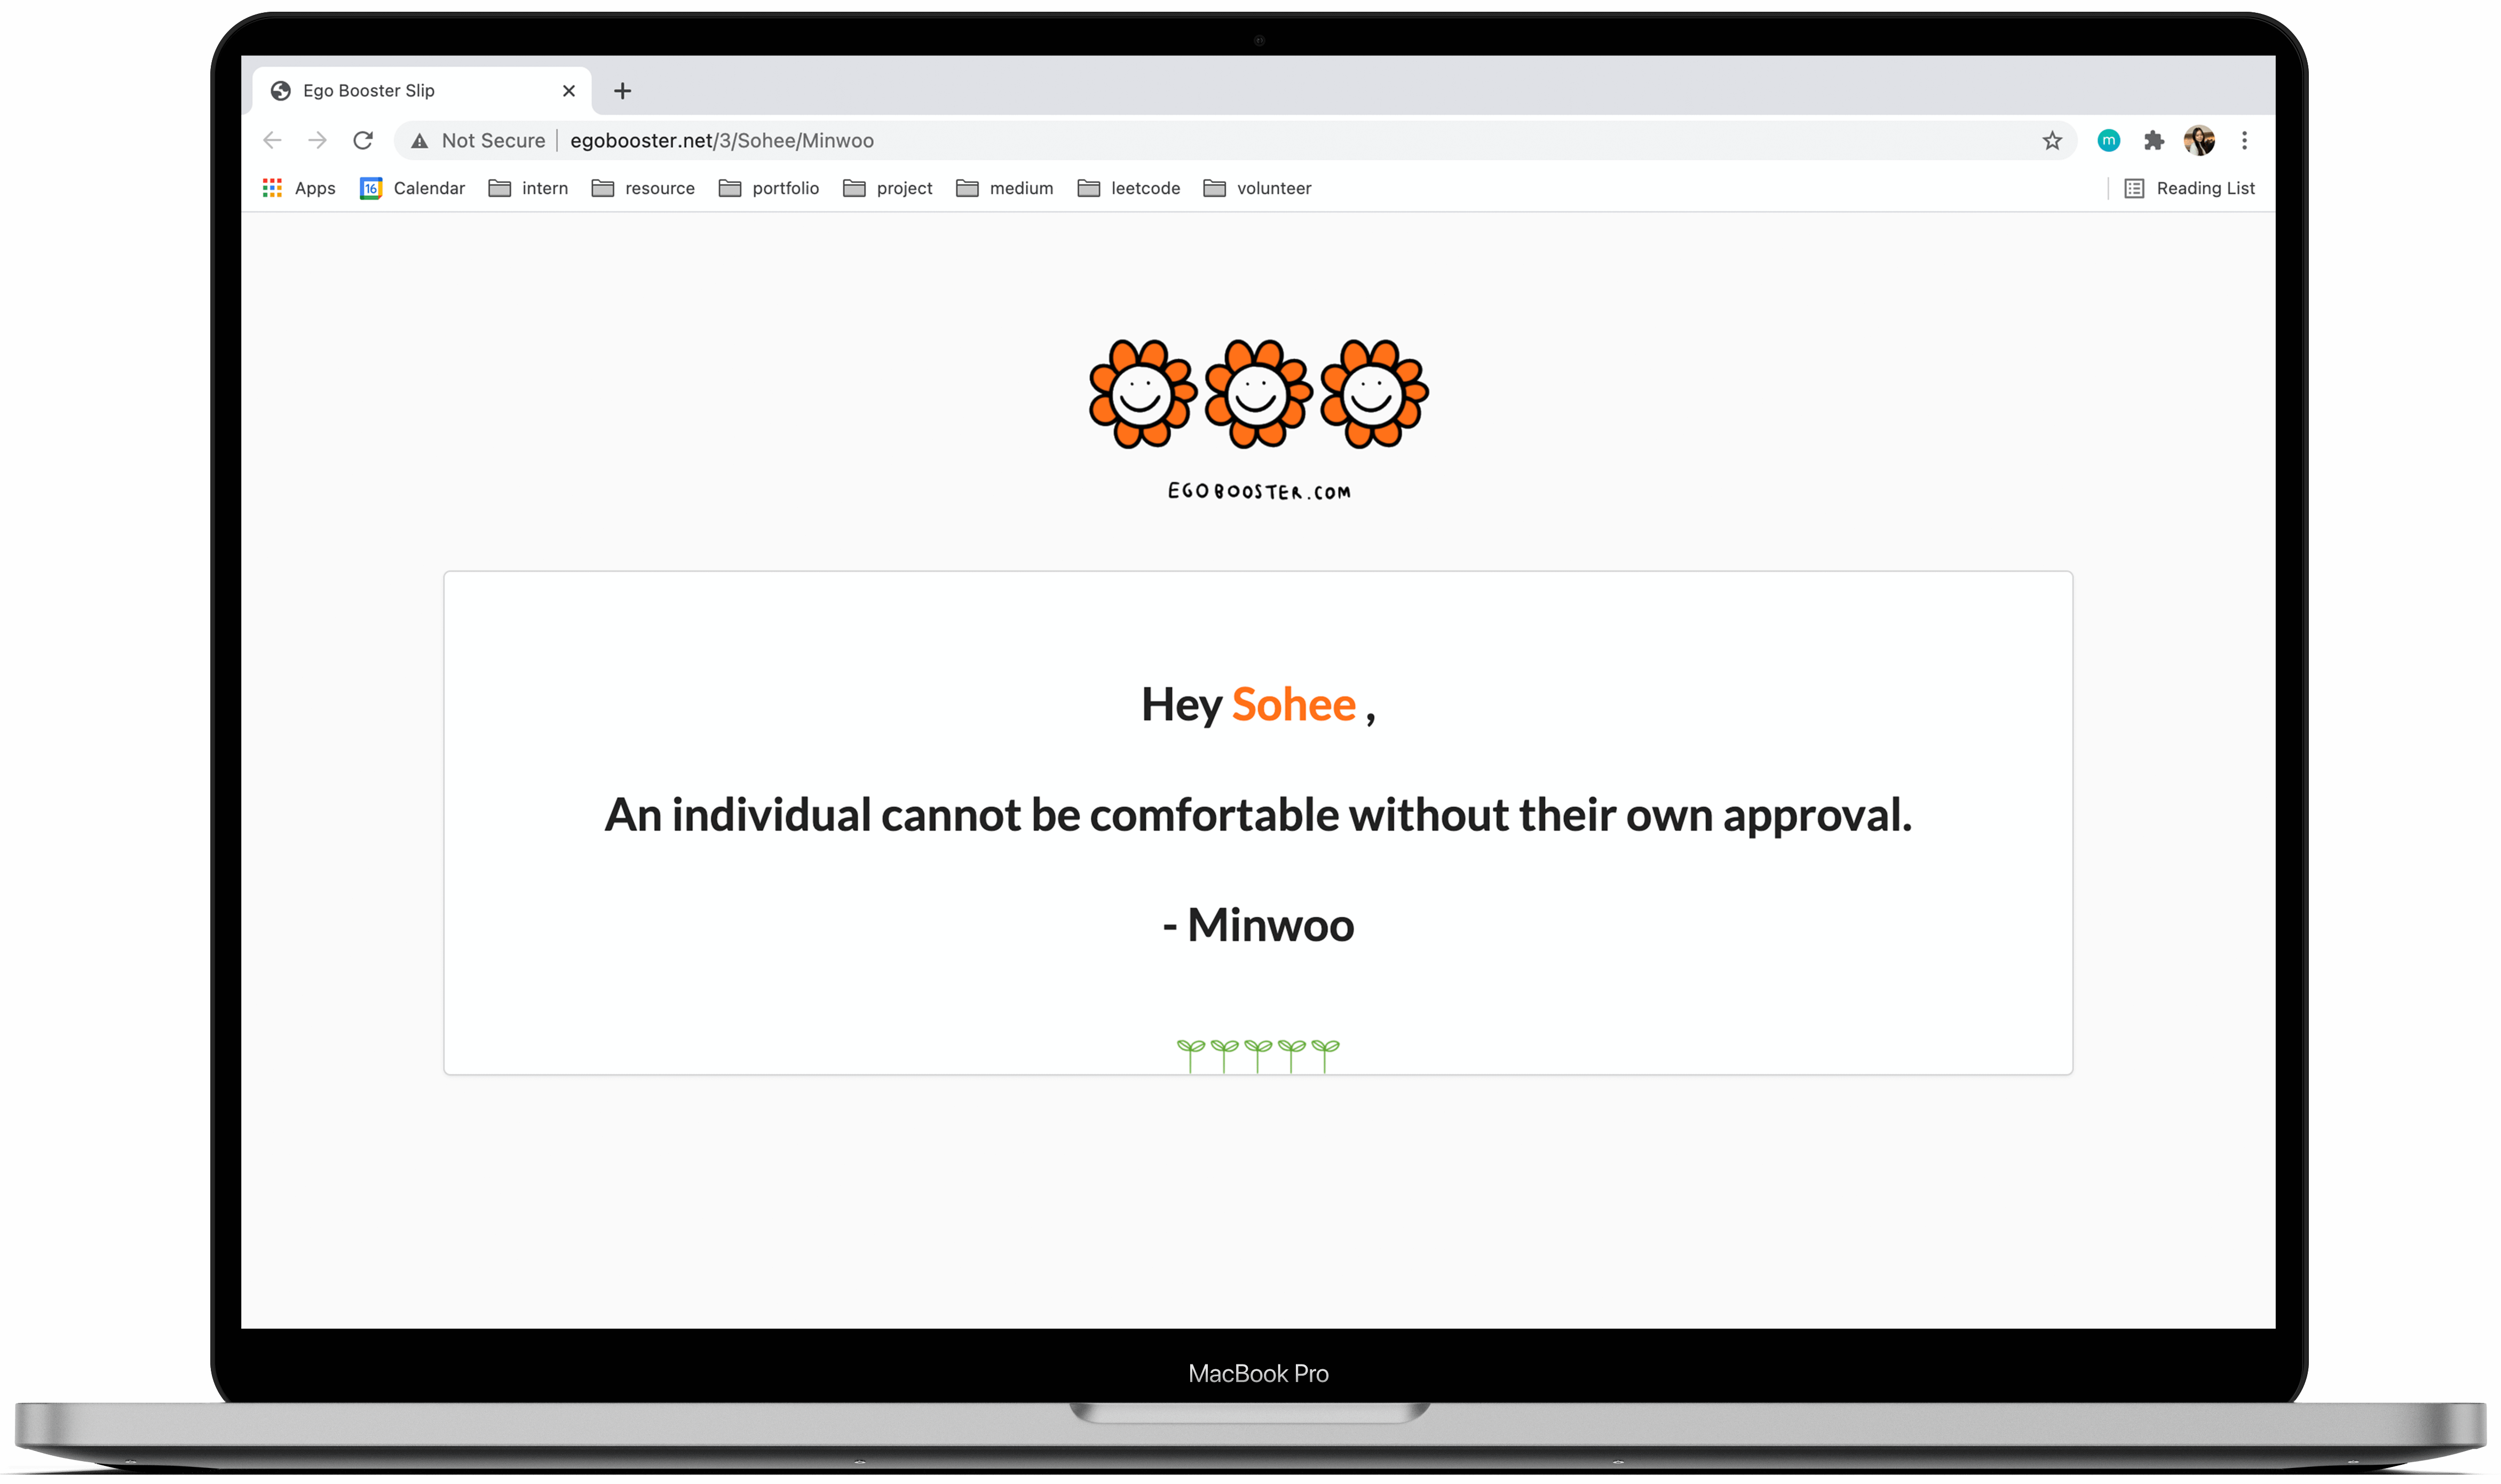 Ego Booster Slip
Not Secure egobooster.net/3/Sohee/Minwoo
m
Apps 16 Calendar intern resource portfolio project medium leetcode volunteer Reading List
EGOBOOSTER.COM
Hey Sohee ,
An individual cannot be comfortable without their own approval.
- Minwoo
MacBook Pro